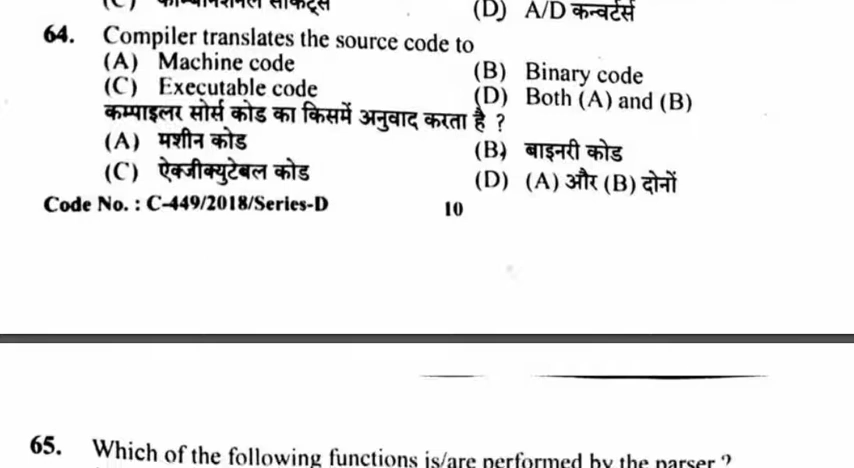 (D) A/D कन्वर्टर्स
64. Compiler translates the source code to
(A) Machine code (B) Binary code
(C) Executable code (D) Both (A) and (B)
कम्पाइलर सोर्स कोड का किसमें अनुवाद करता है ?
(A) मशीन कोड (B) बाइनरी कोड
(C) ऐक्जीक्युटेबल कोड (D) (A) और (B) दोनों
Code No. : C-449/2018/Series-D 10
65. Which of the following functions is/are performed by the parser ?